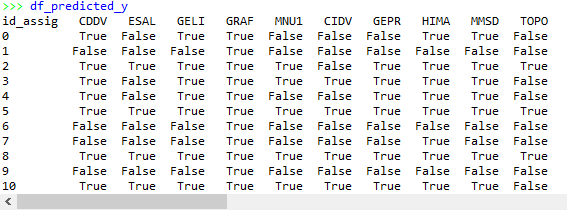 >>> df_predicted_y
id_assig CDDV ESAL GELI GRAF MNU1 CIDV GEPR HIMA MMSD TOPO
0 True False True True False False True True True False
1 False False False True False False False False False False
2 True True True True True False True True True True
3 True False True True True True True True True False
4 True False True True False False True True True False
5 True True True True True True True True True False
6 False False False True False False False True False False
7 False False False True False False False True False False
8 True True True True True True True True True True
9 False False False True False False False False False False
10 True True True True True True True True True False